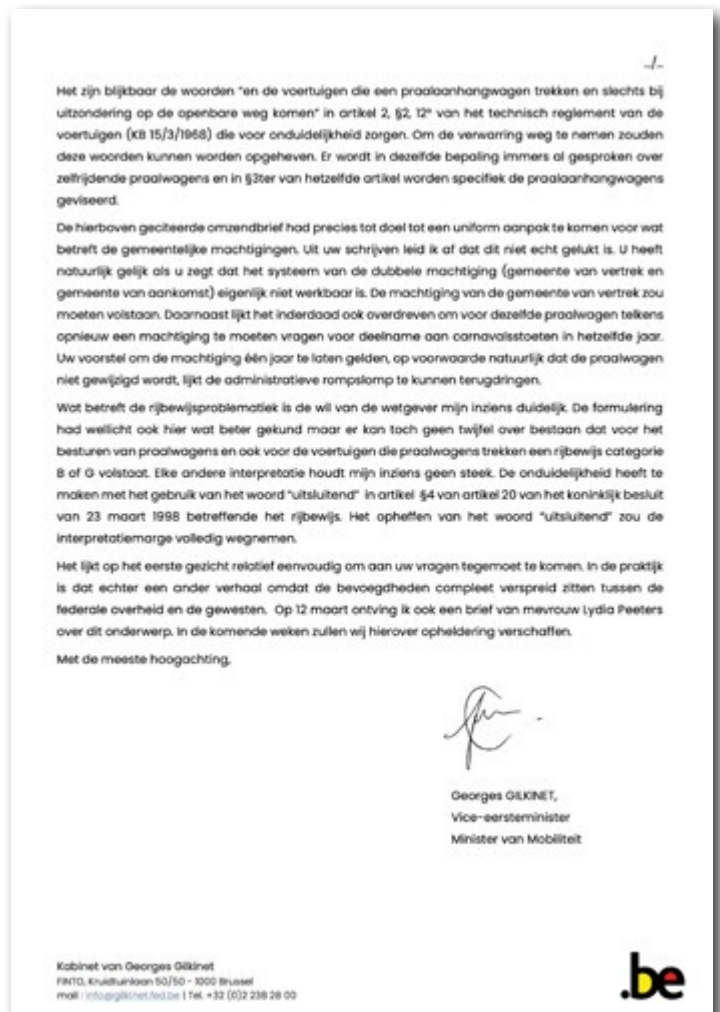 -/-
Het zijn blijkbaar de woorden "en de voertuigen die een praalaanhangwagen trekken en slechts bij
uitzondering op de openbare weg komen" in artikel 2, §2, 12° van het technisch reglement van de
voertuigen (KB 15/3/1968) die voor onduidelijkheid zorgen. Om de verwarring weg te nemen zouden
deze woorden kunnen worden opgeheven. Er wordt in dezelfde bepaling immers al gesproken over
zelfrijdende praalwagens en in §3ter van hetzelfde artikel worden specifiek de praalaanhangwagens
geviseerd.
De hierboven geciteerde omzendbrief had precies tot doel tot een uniform aanpak te komen voor wat
betreft de gemeentelijke machtigingen. Uit uw schrijven leid ik af dat dit niet echt gelukt is. U heeft
natuurlijk gelijk als u zegt dat het systeem van de dubbele machtiging (gemeente van vertrek en
gemeente van aankomst) eigenlijk niet werkbaar is. De machtiging van de gemeente van vertrek zou
moeten volstaan. Daarnaast lijkt het inderdaad ook overdreven om voor dezelfde praalwagen telkens
opnieuw een machtiging te moeten vragen voor deelname aan carnavalsstoeten in hetzelfde jaar.
Uw voorstel om de machtiging één jaar te laten gelden, op voorwaarde natuurlijk dat de praalwagen
niet gewijzigd wordt, lijkt de administratieve rompslomp te kunnen terugdringen.
Wat betreft de rijbewijsproblematiek is de wil van de wetgever mijn inziens duidelijk. De formulering
had wellicht ook hier wat beter gekund maar er kan toch geen twijfel over bestaan dat voor het
besturen van praalwagens en ook voor de voertuigen die praalwagens trekken een rijbewijs categorie
B of G volstaat. Elke andere interpretatie houdt mijn inziens geen steek. De onduidelijkheid heeft te
maken met het gebruik van het woord "uitsluitend" in artikel §4 van artikel 20 van het koninklijk besluit
van 23 maart 1998 betreffende het rijbewijs. Het opheffen van het woord "uitsluitend" zou de
interpretatiemarge volledig wegnemen.
Het lijkt op het eerste gezicht relatief eenvoudig om aan uw vragen tegemoet te komen. In de praktijk
is dat echter een ander verhaal omdat de bevoegdheden compleet verspreid zitten tussen de
federale overheid en de gewesten. Op 12 maart ontving ik ook een brief van mevrouw Lydia Peeters
over dit onderwerp. In de komende weken zullen wij hierover opheldering verschaffen.
Met de meeste hoogachting,
Georges GILKINET,
Vice-eersteminister
Minister van Mobiliteit
Kabinet van Georges Gilkinet
FINTO, Kruidtuinlaan 50/50 - 1000 Brussel
mail : info@gilkinet.fed.be | Tel. +32 (0)2 238 28 00
.be